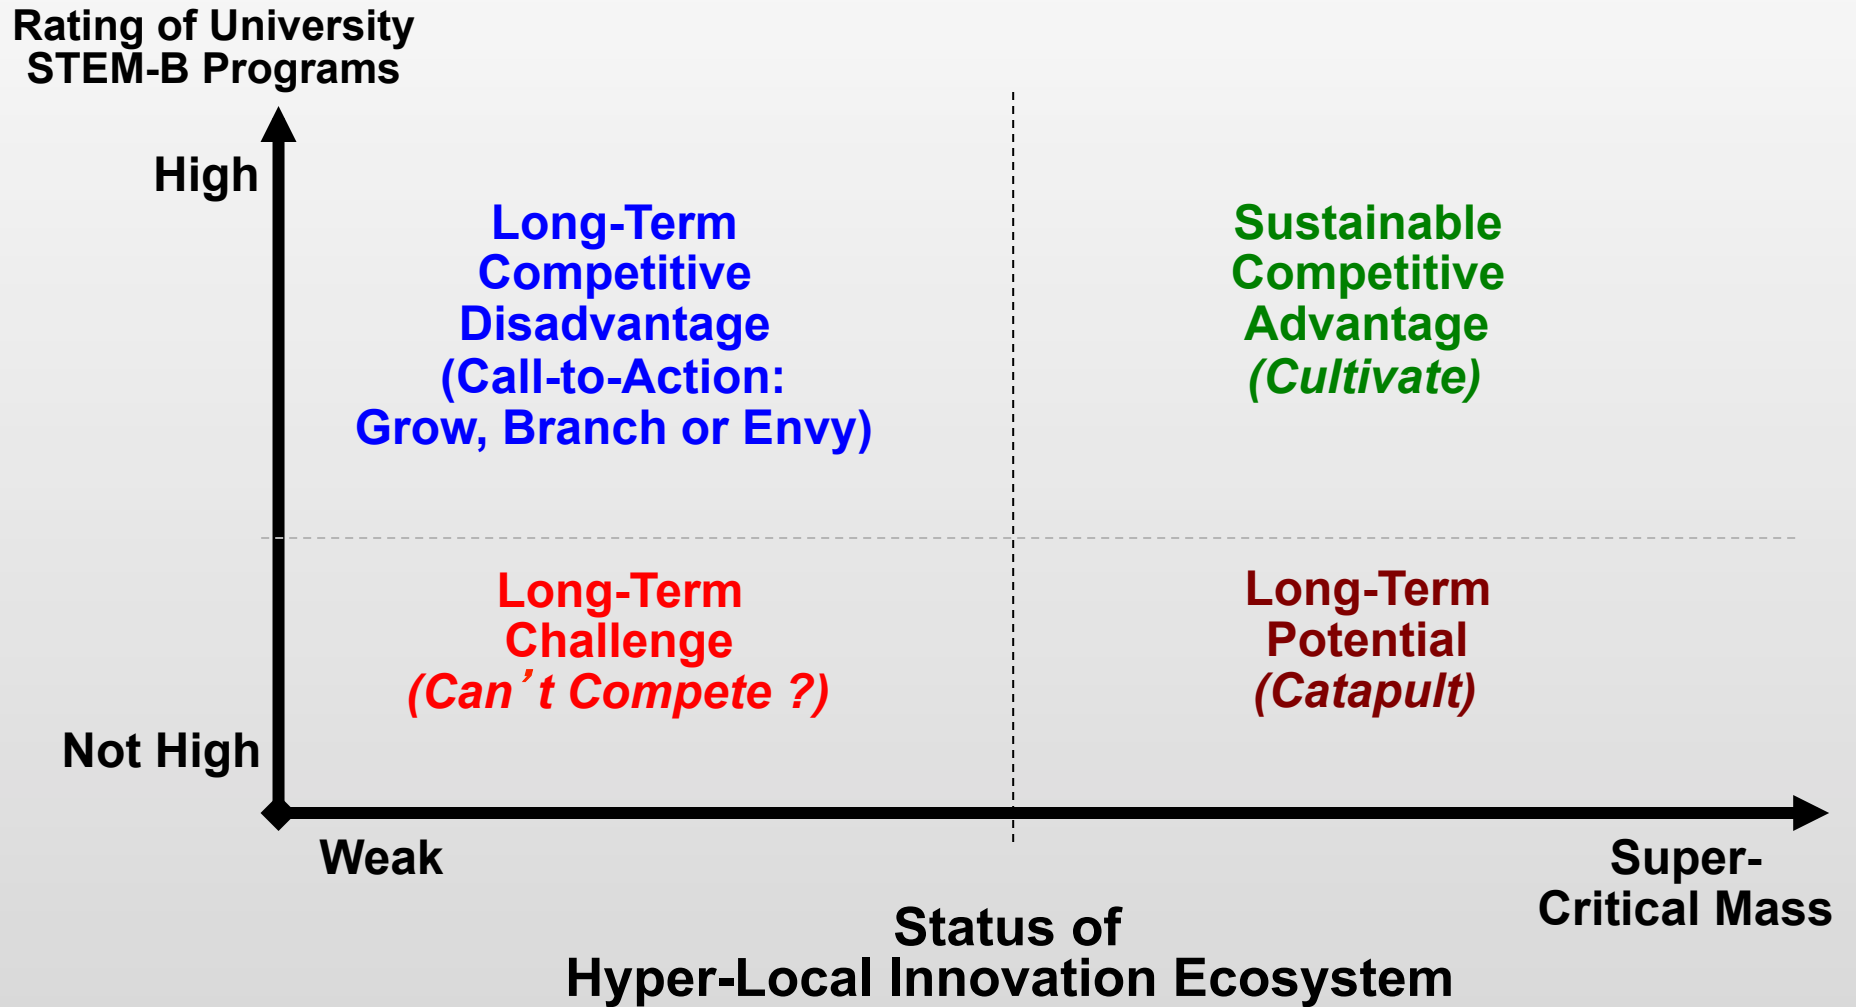 Rating of University
STEM-B Programs
High
Long-Term
Competitive
Disadvantage
(Call-to-Action:
Grow, Branch or Envy)
Sustainable
Competitive
Advantage
(Cultivate)
Long-Term
Challenge
(Can’t Compete ?)
Long-Term
Potential
(Catapult)
Not High
Weak
Super-
Critical Mass
Status of
Hyper-Local Innovation Ecosystem